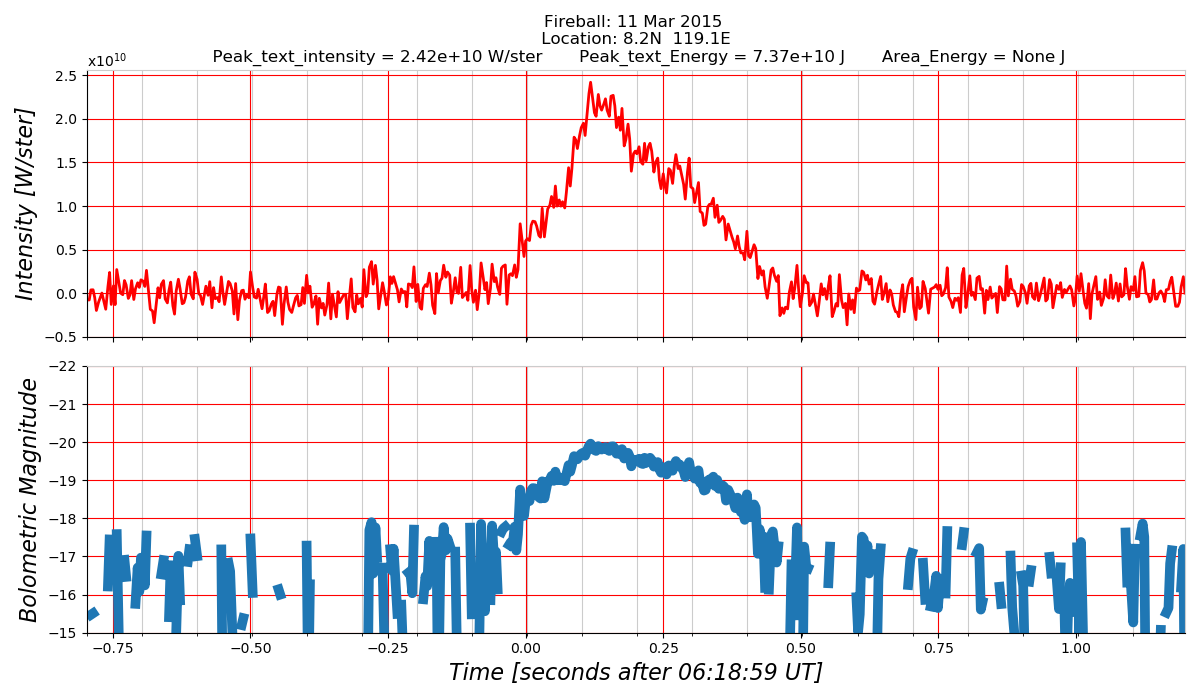 Fireball: 11 Mar 2015
Location: 8.2N  119.1E
Peak_text_intensity = 2.42e+10 W/ster       Peak_text_Energy = 7.37e+10 J       Area_Energy = None J
x10¹⁰
2.5
2.0
1.5
1.0
0.5
0.0
−0.5
Intensity [W/ster]
−22
−21
−20
−19
−18
−17
−16
−15
Bolometric Magnitude
−0.75 −0.50 −0.25 0.00 0.25 0.50 0.75 1.00
Time [seconds after 06:18:59 UT]